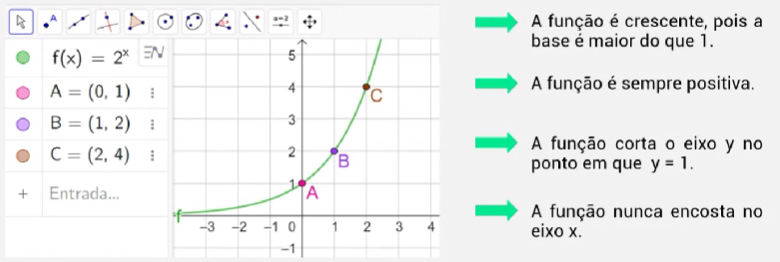 A
a=2
f(x) = 2ˣ
A = (0, 1)
B = (1, 2)
C = (2, 4)
+ Entrada...
5
4
3
2
1
−3 −2 −1 0 1 2 3 4
−1
f
A
B
C
A função é crescente, pois a
base é maior do que 1.
A função é sempre positiva.
A função corta o eixo y no
ponto em que y = 1.
A função nunca encosta no
eixo x.